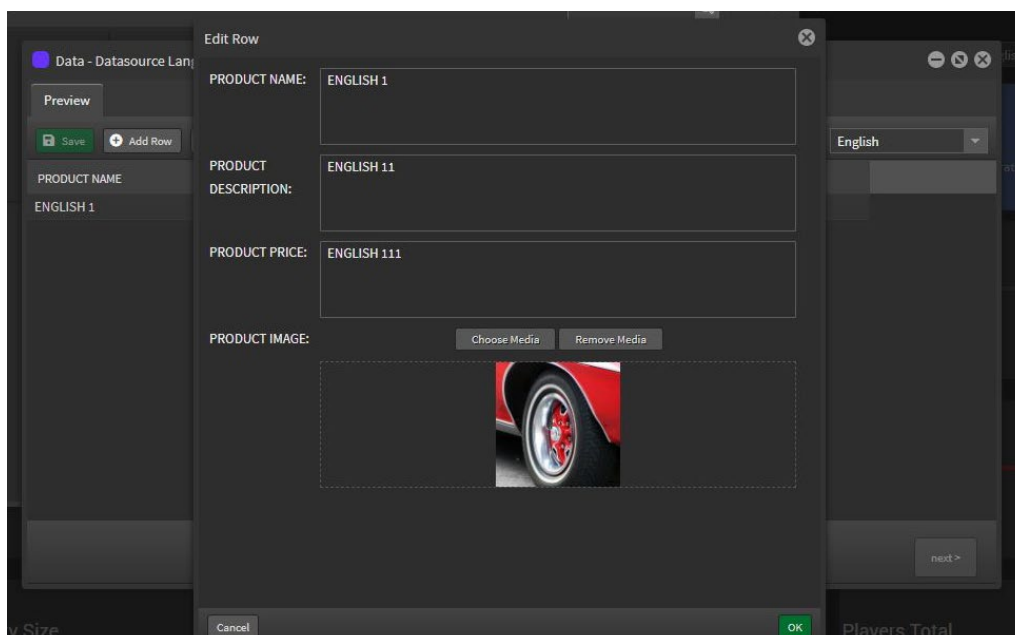 Edit Row
Data - Datasource Lang
Preview
Save
Add Row
English
PRODUCT NAME
ENGLISH 1
PRODUCT NAME:
ENGLISH 1
PRODUCT
DESCRIPTION:
ENGLISH 11
PRODUCT PRICE:
ENGLISH 111
PRODUCT IMAGE:
Choose Media
Remove Media
next >
Cancel
OK
y Size
Players Total